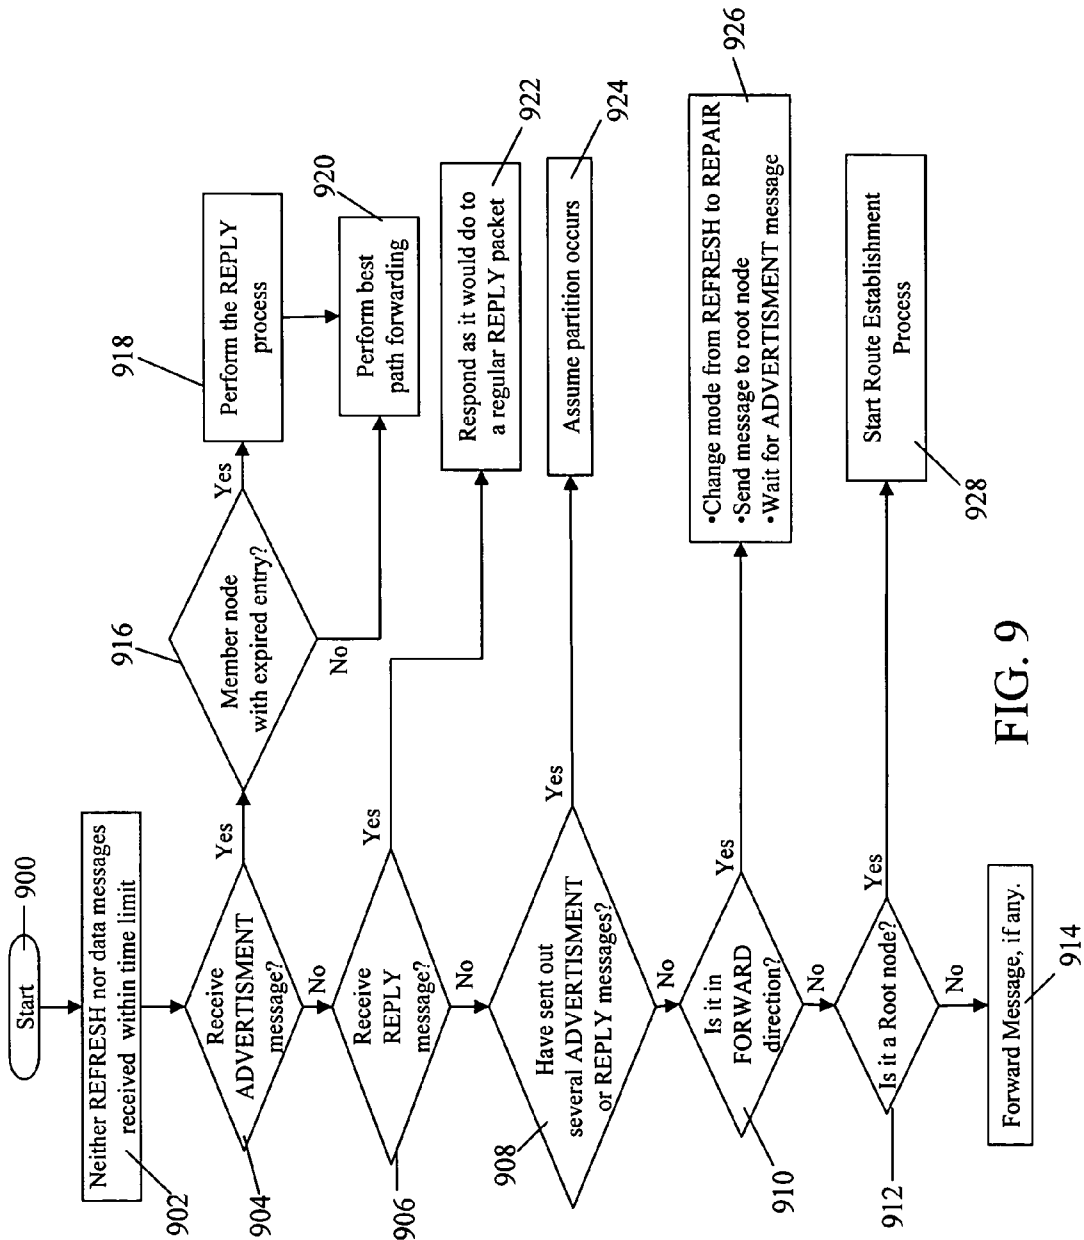 Start
900
Neither REFRESH nor data messages
received within time limit
902
Receive
ADVERTISMENT
message?
904
Yes
No
Member node
with expired entry?
916
Yes
No
Perform the REPLY
process
918
Perform best
path forwarding
920
Receive
REPLY
message?
906
Yes
No
Respond as it would do to
a regular REPLY packet
922
Have sent out
several ADVERTISMENT
or REPLY messages?
908
Yes
No
Assume partition occurs
924
Is it in
FORWARD
direction?
910
Yes
No
•Change mode from REFRESH to REPAIR
•Send message to root node
•Wait for ADVERTISMENT message
926
Is it a Root node?
912
Yes
No
Start Route Establishment
Process
928
Forward Message, if any.
914
FIG. 9